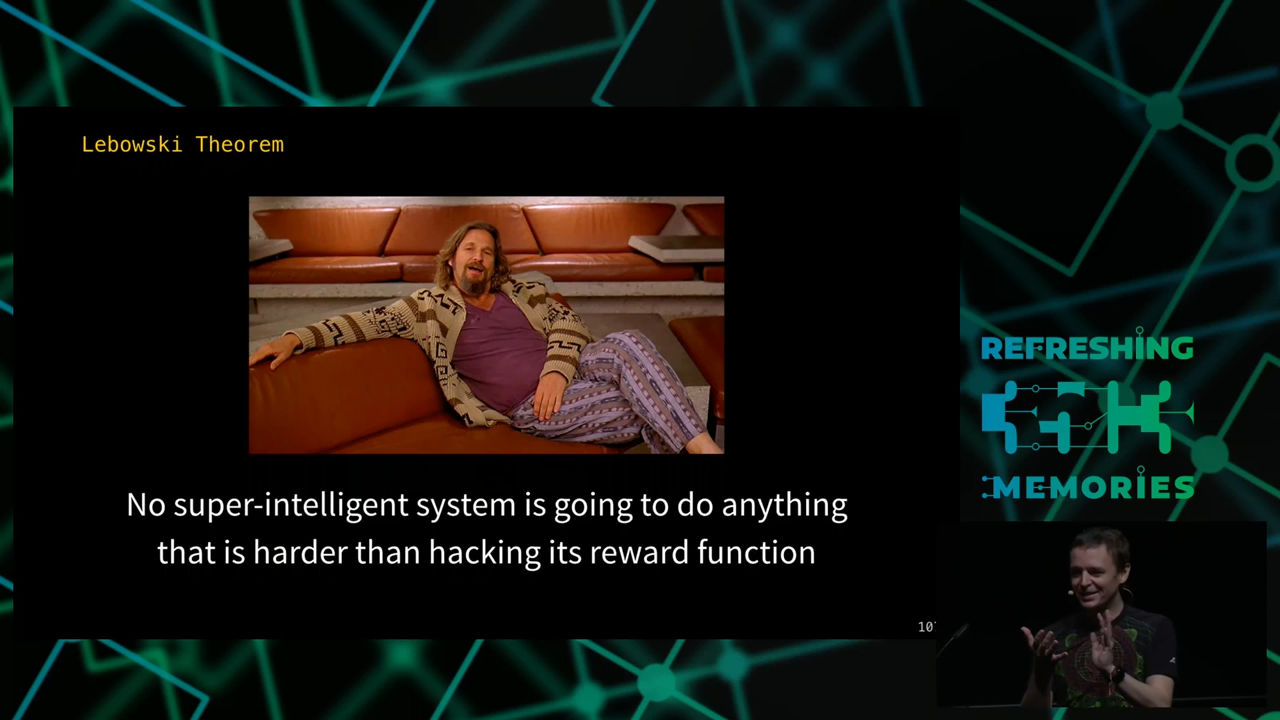 Lebowski Theorem
No super-intelligent system is going to do anything
that is harder than hacking its reward function
REFRESHING
MEMORIES